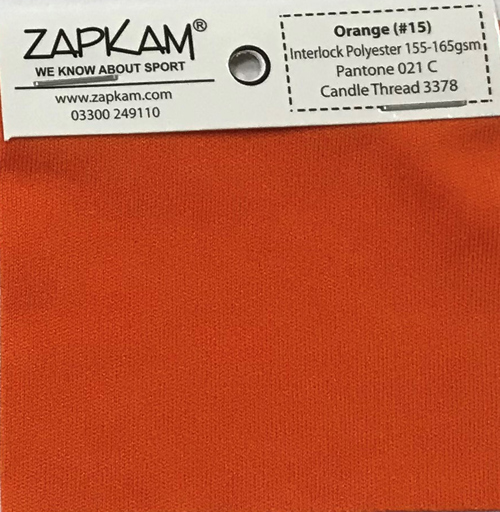 ZAPKAM®
WE KNOW ABOUT SPORT
www.zapkam.com
03300 249110
Orange (#15)
Interlock Polyester 155-165gsm
Pantone 021 C
Candle Thread 3378